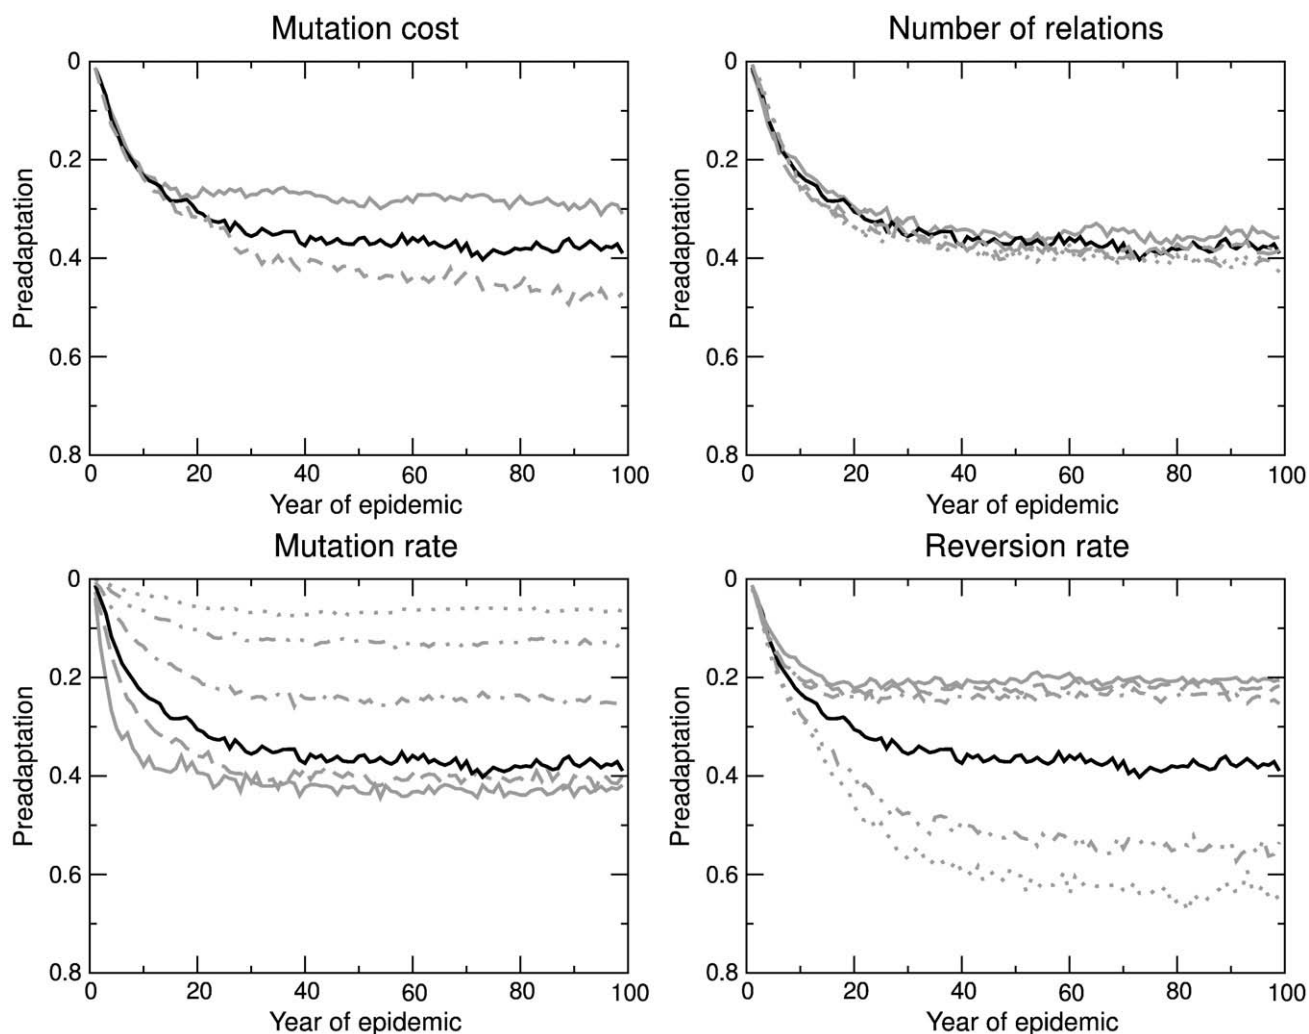 Mutation cost
0
0.2
0.4
0.6
0.8
Preadaptation
0 20 40 60 80 100
Year of epidemic
Number of relations
0
0.2
0.4
0.6
0.8
Preadaptation
0 20 40 60 80 100
Year of epidemic
Mutation rate
0
0.2
0.4
0.6
0.8
Preadaptation
0 20 40 60 80 100
Year of epidemic
Reversion rate
0
0.2
0.4
0.6
0.8
Preadaptation
0 20 40 60 80 100
Year of epidemic